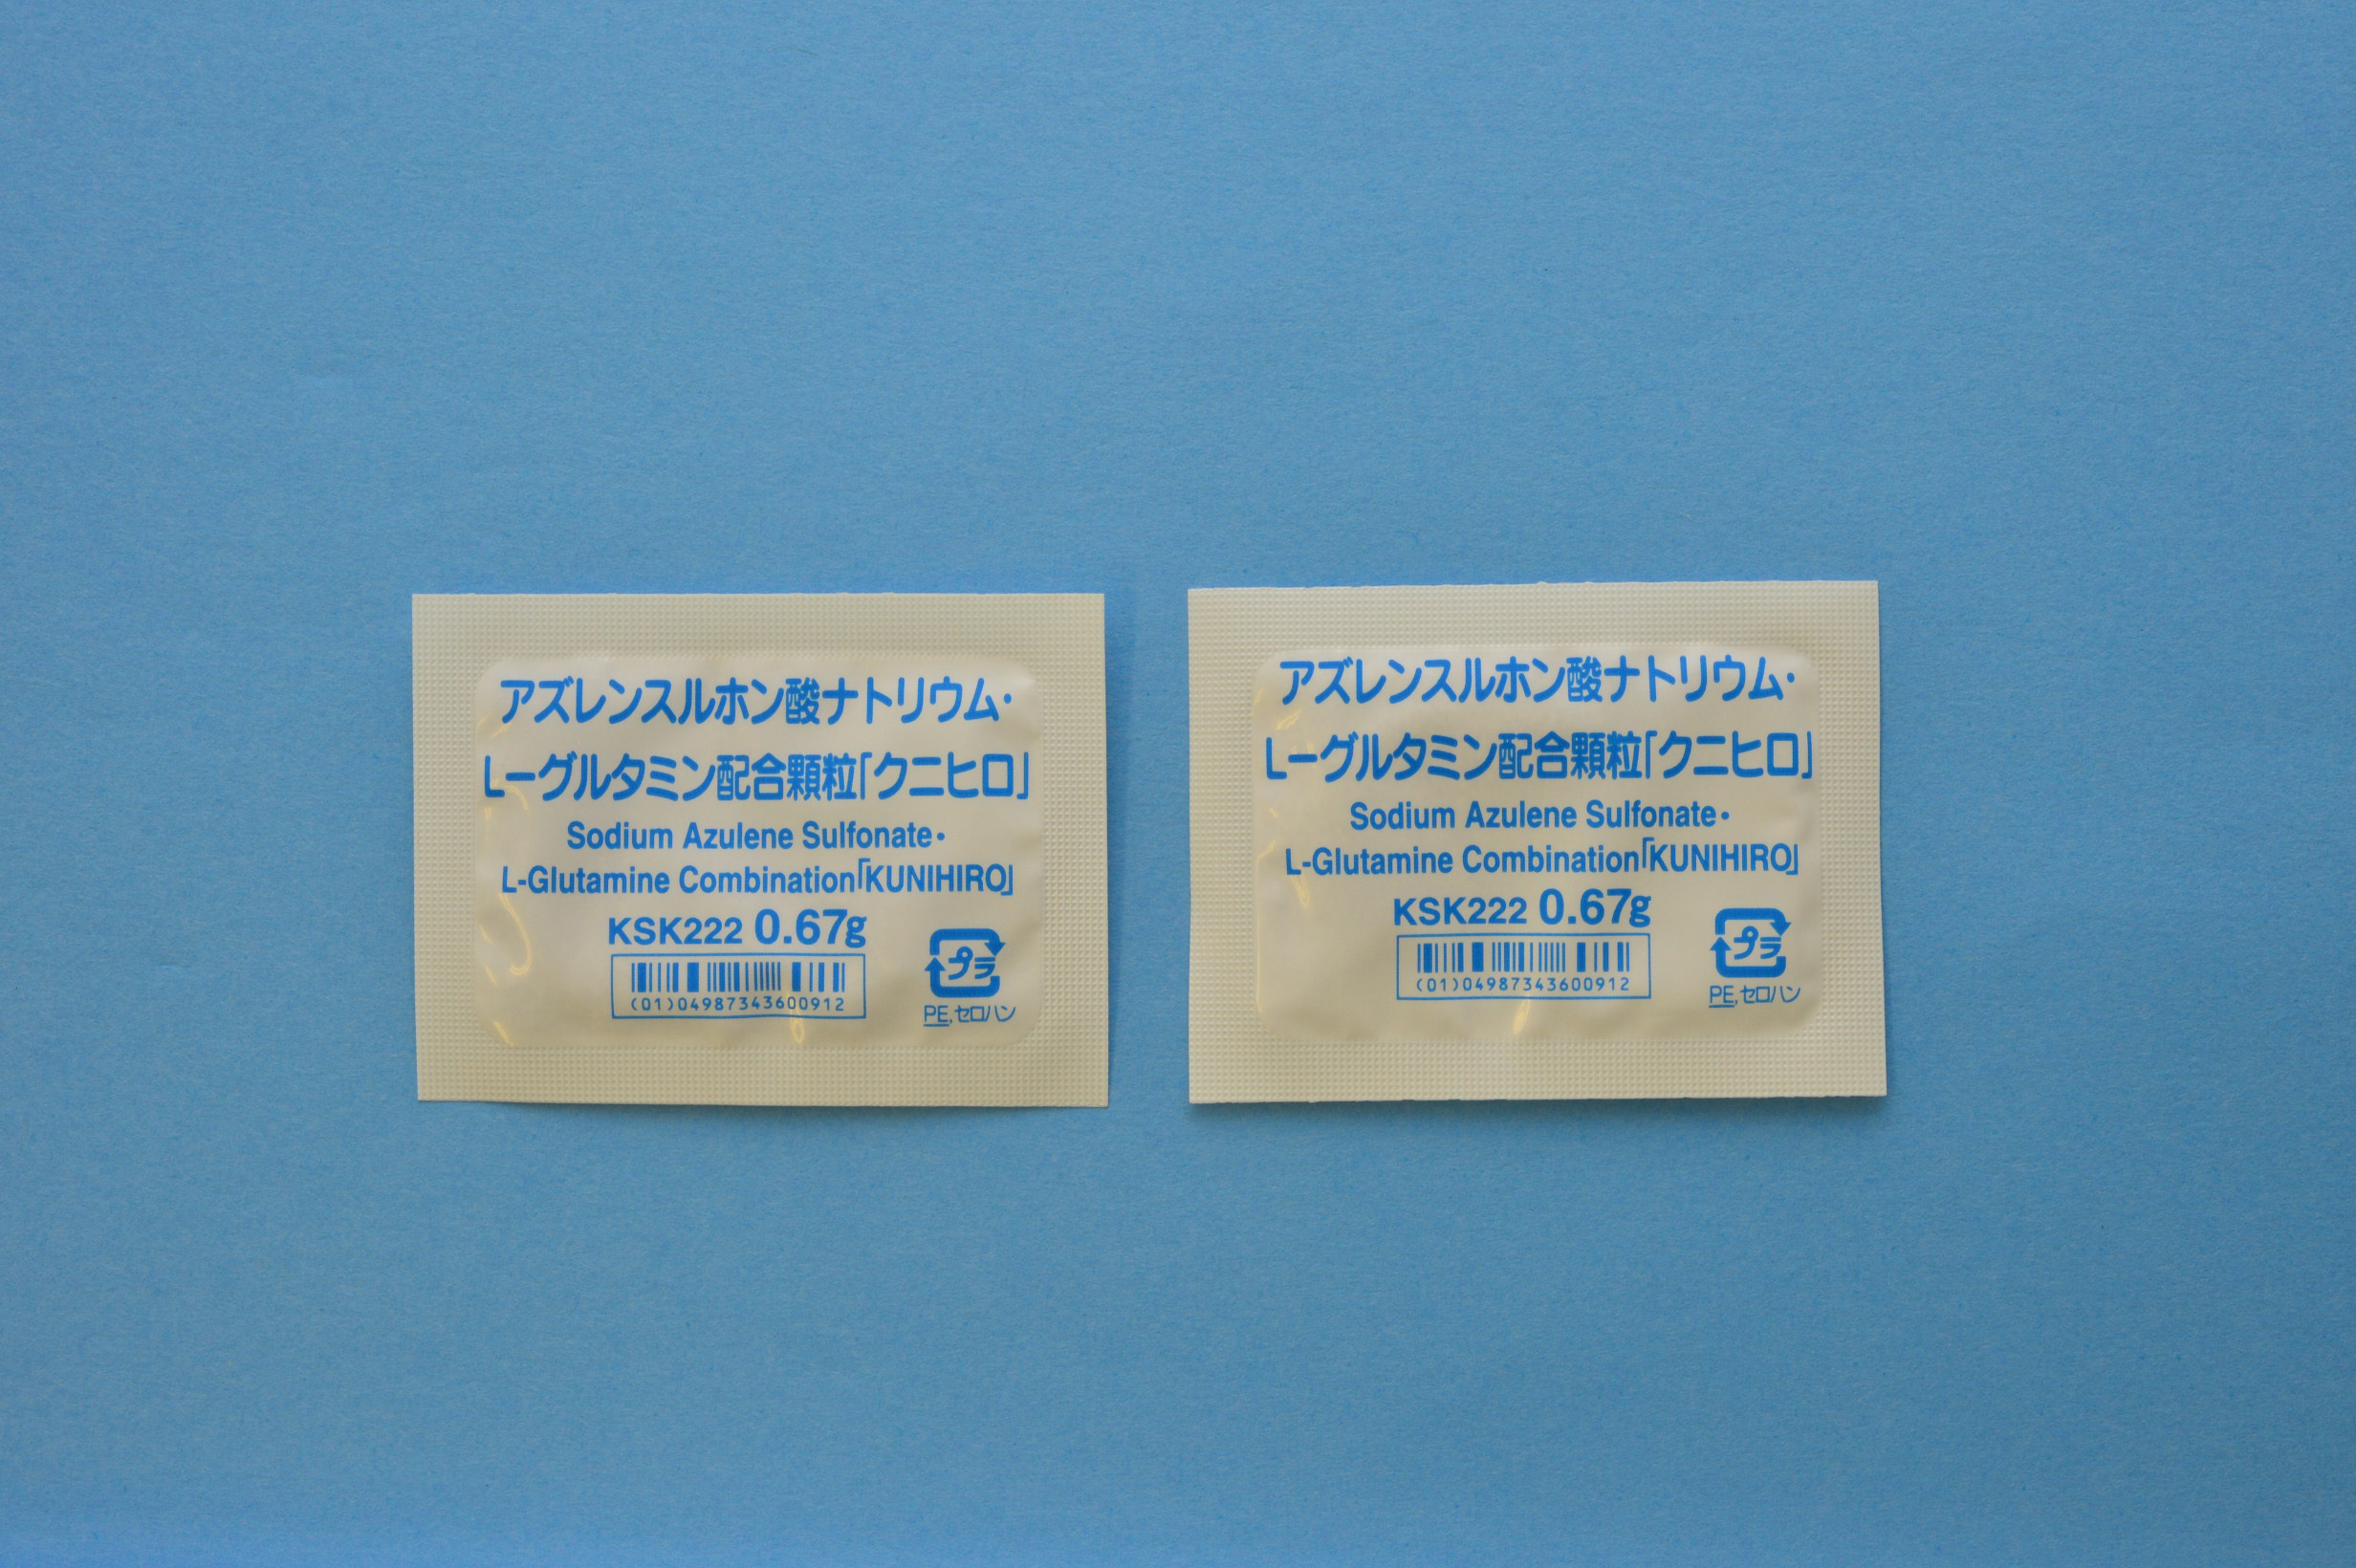 アズレンスルホン酸ナトリウム・
L－グルタミン配合顆粒「クニヒロ」
Sodium Azulene Sulfonate・
L-Glutamine Combination「KUNIHIRO」
KSK222 0.67g
(01)04987343600912
プラ
PE,セロハン
アズレンスルホン酸ナトリウム・
L－グルタミン配合顆粒「クニヒロ」
Sodium Azulene Sulfonate・
L-Glutamine Combination「KUNIHIRO」
KSK222 0.67g
(01)04987343600912
プラ
PE,セロハン